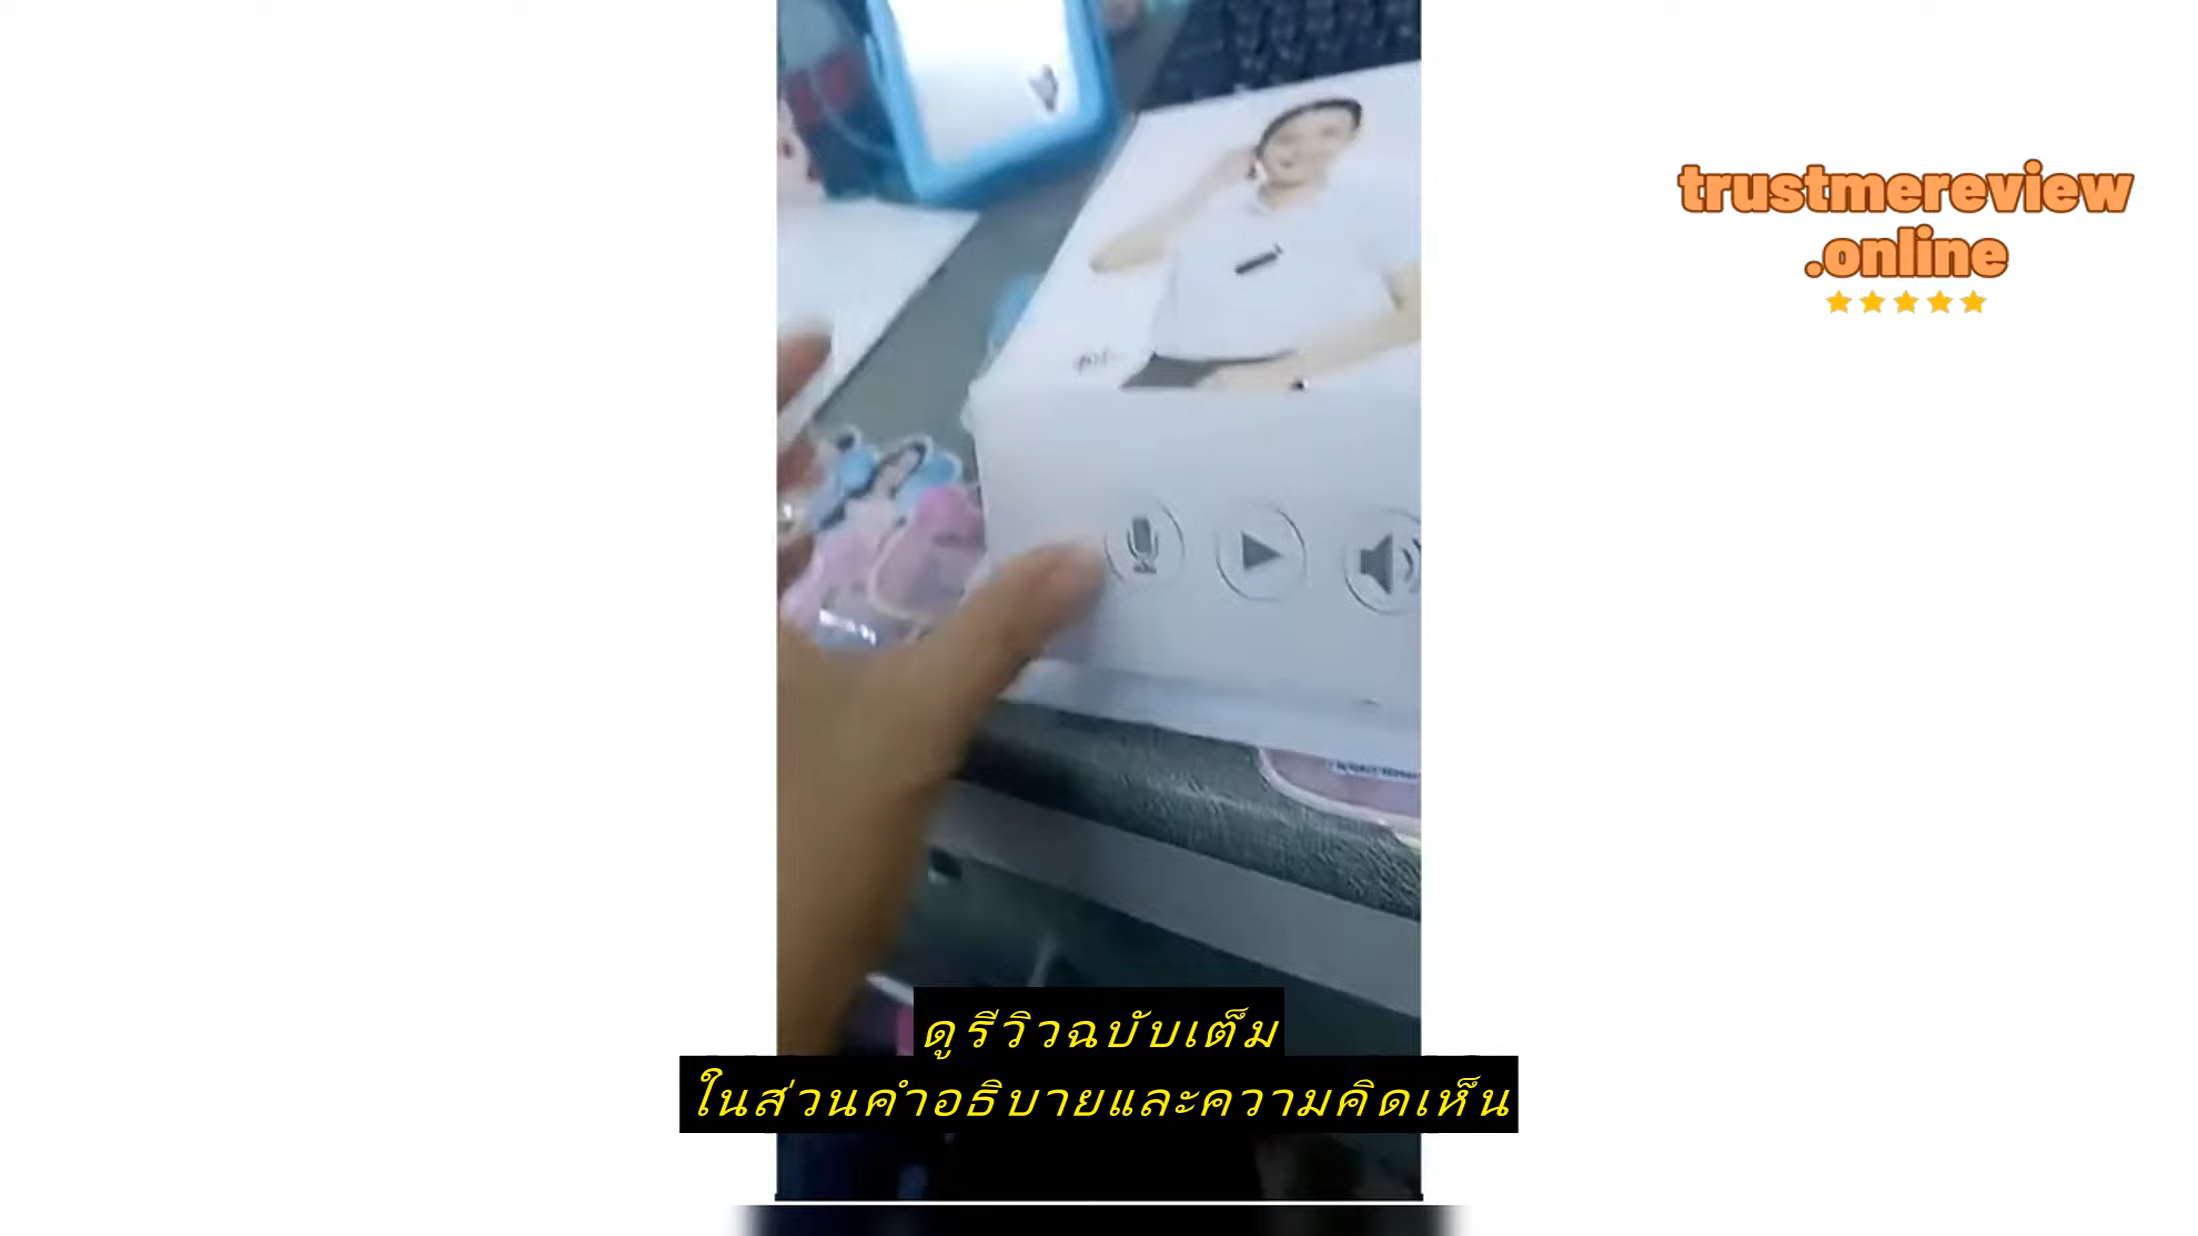 trustmereview
.online
ดูรีวิวฉบับเต็ม
ในส่วนคำอธิบายและความคิดเห็น